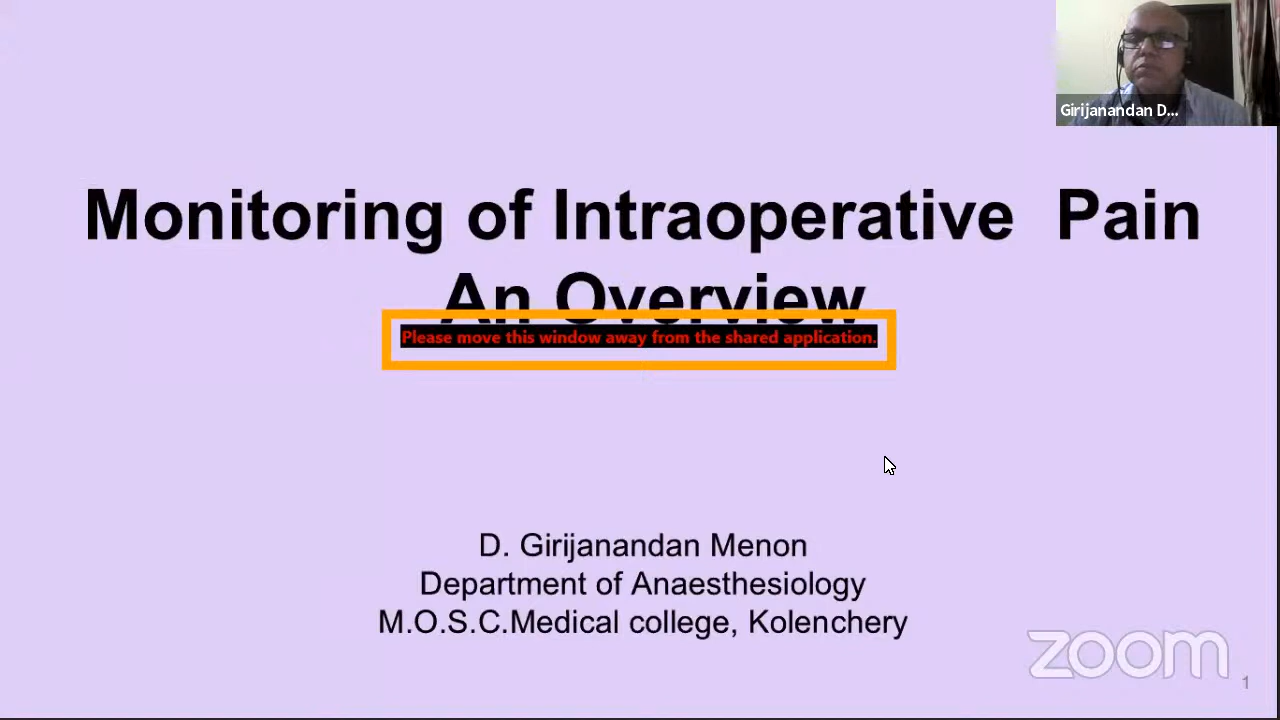 Girijanandan D...
Monitoring of Intraoperative Pain
An Overview
Please move this window away from the shared application.
D. Girijanandan Menon
Department of Anaesthesiology
M.O.S.C.Medical college, Kolenchery
zoom
1